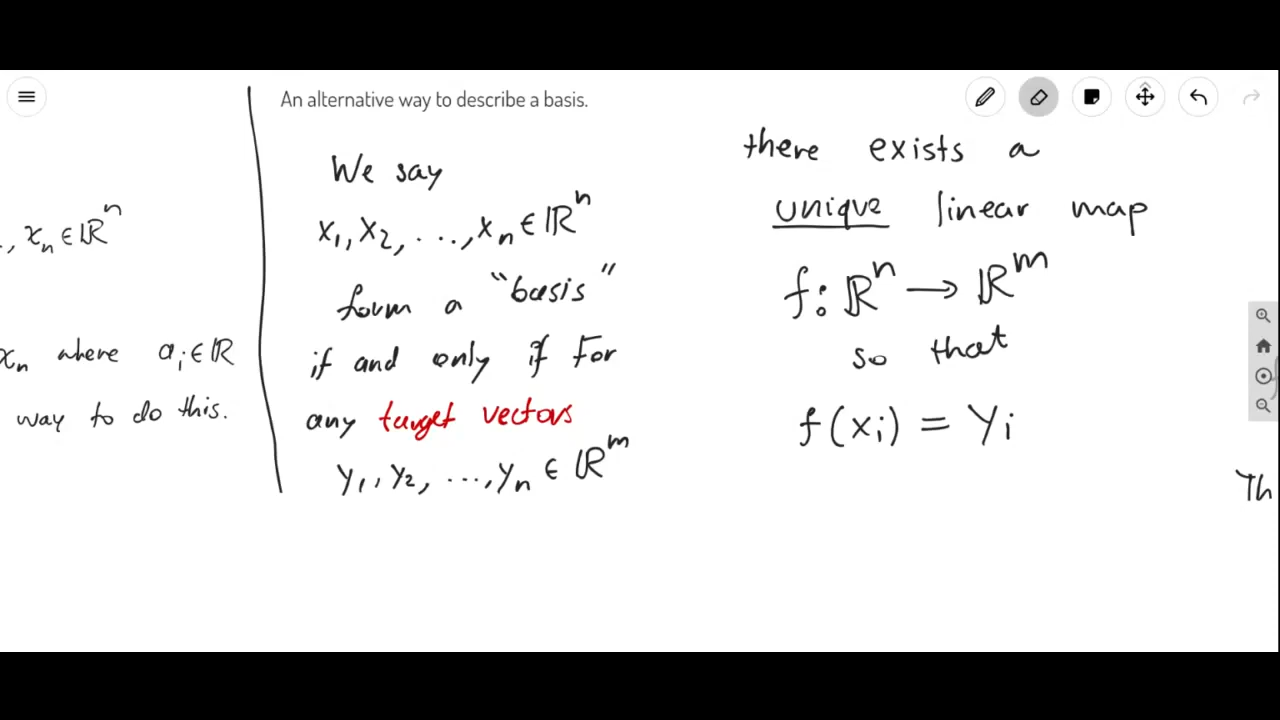 ., xₙ ∈ ℝⁿ
xₙ where aᵢ ∈ ℝ
way to do this.
An alternative way to describe a basis.
We say
x₁, x₂, ..., xₙ ∈ ℝⁿ
form a "basis"
if and only if for
any target vectors
y₁, y₂, ..., yₙ ∈ ℝᵐ
there exists a
unique linear map
f: ℝⁿ → ℝᵐ
so that
f(xᵢ) = yᵢ
Th